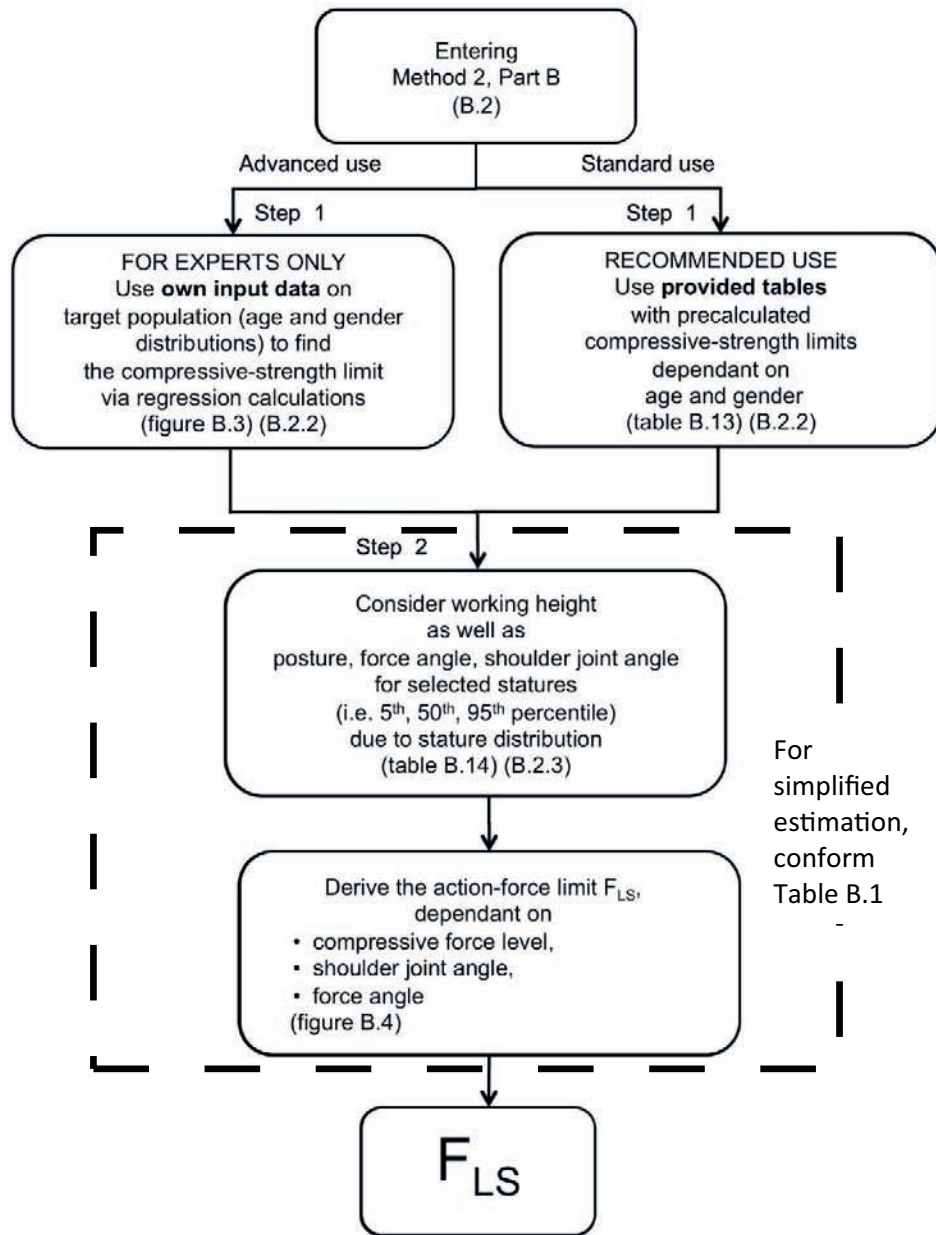 Entering
Method 2, Part B
(B.2)
Advanced use
Standard use
Step 1
Step 1
FOR EXPERTS ONLY
Use own input data on
target population (age and gender
distributions) to find
the compressive-strength limit
via regression calculations
(figure B.3) (B.2.2)
RECOMMENDED USE
Use provided tables
with precalculated
compressive-strength limits
dependant on
age and gender
(table B.13) (B.2.2)
Step 2
Consider working height
as well as
posture, force angle, shoulder joint angle
for selected statures
(i.e. 5th, 50th, 95th percentile)
due to stature distribution
(table B.14) (B.2.3)
For
simplified
estimation,
conform
Table B.1
Derive the action-force limit FLS,
dependant on
• compressive force level,
• shoulder joint angle,
• force angle
(figure B.4)
FLS